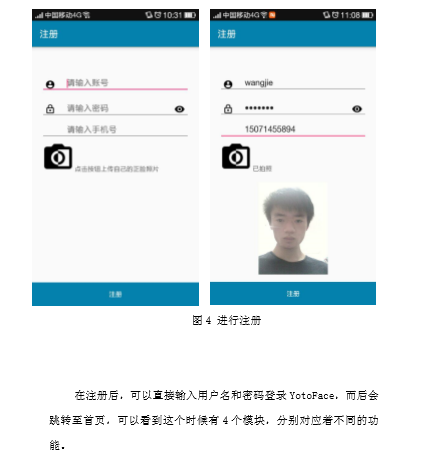 中国移动4G 10:31
注册
请输入账号
请输入密码
请输入手机号
点击按钮上传自己的正脸照片
注册
中国移动4G 11:08
注册
wangjie
•••••••
15071455894
已拍照
注册
图4 进行注册
在注册后，可以直接输入用户名和密码登录 YotoFace，而后会
跳转至首页，可以看到这个时候有 4 个模块，分别对应着不同的功
能。